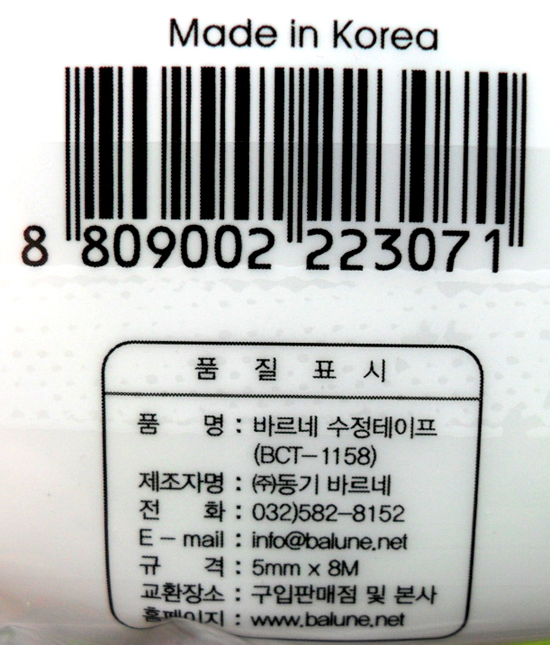 Made in Korea
8 809002 223071
품 질 표 시
품 명 : 바르네 수정테이프
(BCT-1158)
제조자명 : ㈜동기 바르네
전 화 : 032)582-8152
E - mail : info@balune.net
규 격 : 5mm x 8M
교환장소 : 구입판매점 및 본사
홈페이지 : www.balune.net